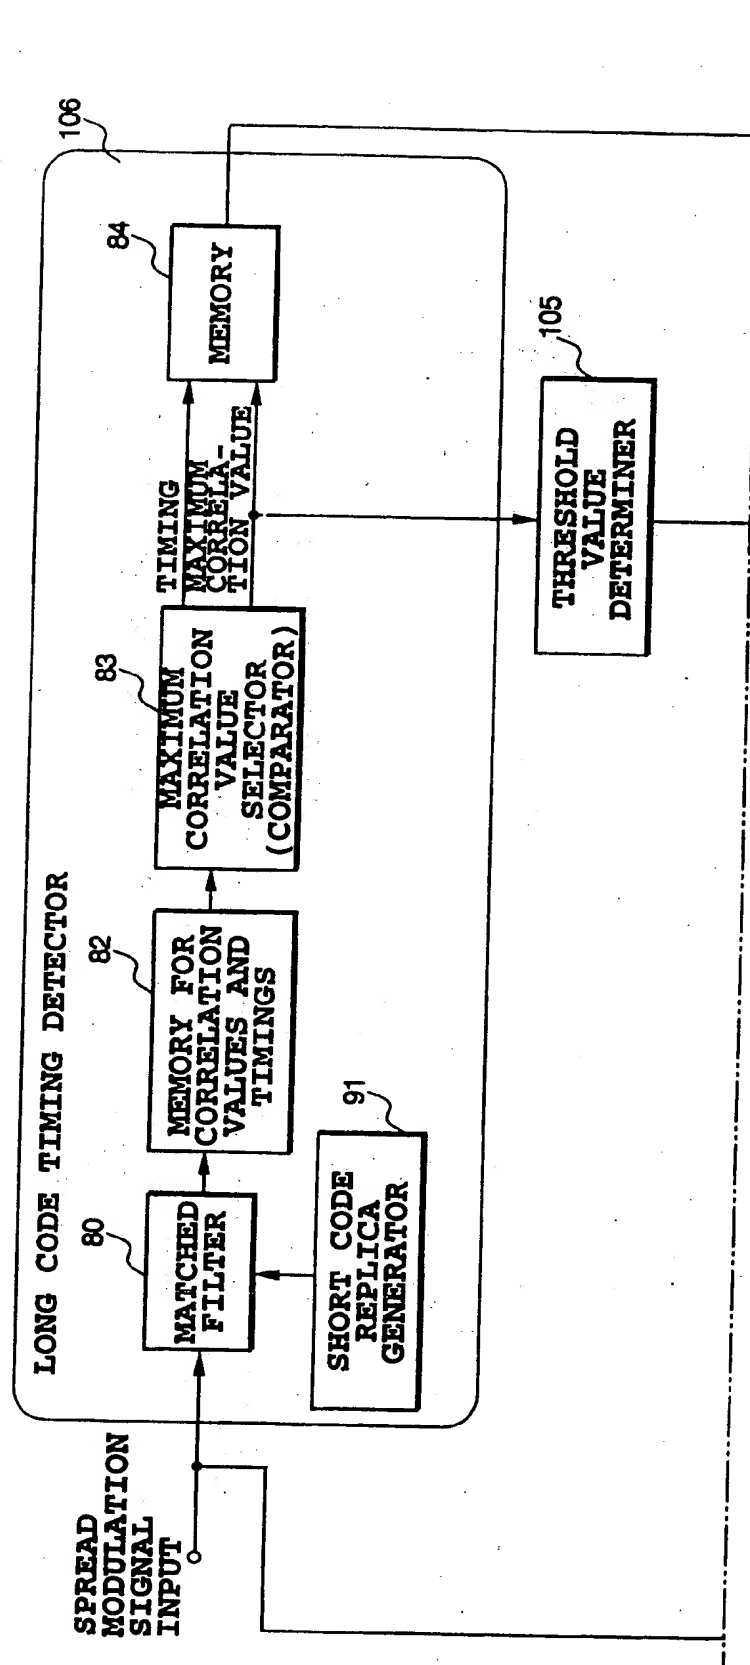 SPREAD
MODULATION
SIGNAL
INPUT
LONG CODE TIMING DETECTOR
106
80
MATCHED
FILTER
91
SHORT CODE
REPLICA
GENERATOR
82
MEMORY FOR
CORRELATION
VALUES AND
TIMINGS
83
MAXIMUM
CORRELATION
VALUE
SELECTOR
(COMPARATOR)
TIMING
MAXIMUM
CORRELA-
TION VALUE
84
MEMORY
105
THRESHOLD
VALUE
DETERMINER